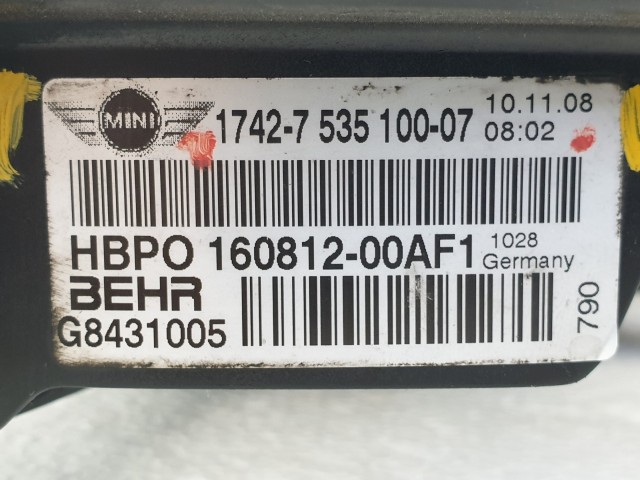 MINI
1742-7 535 100-07
10.11.08
08:02
HBPO 160812-00AF1
1028
Germany
BEHR
G8431005
790